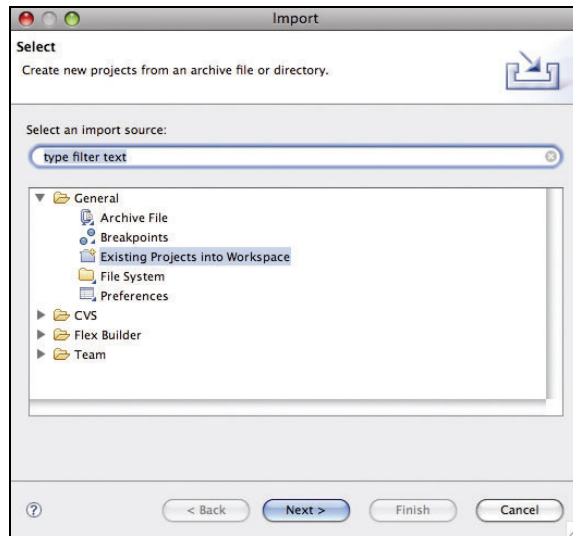 Import
Select
Create new projects from an archive file or directory.
Select an import source:
type filter text
General
Archive File
Breakpoints
Existing Projects into Workspace
File System
Preferences
CVS
Flex Builder
Team
? < Back Next > Finish Cancel